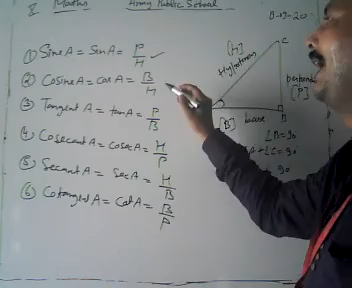 X Maths Army Public School
① Sine A = Sin A = P/H ✓
② Cosine A = Cos A = B/H
③ Tangent A = tan A = P/B
④ Cosecant A = Cosec A = H/P
⑤ Secant A = Sec A = H/B
⑥ Cotangent A = Cot A = B/P
C
[H]
Hypotenuse
[P]
[B] base B
∠B = 90
A + ∠C = 90
90